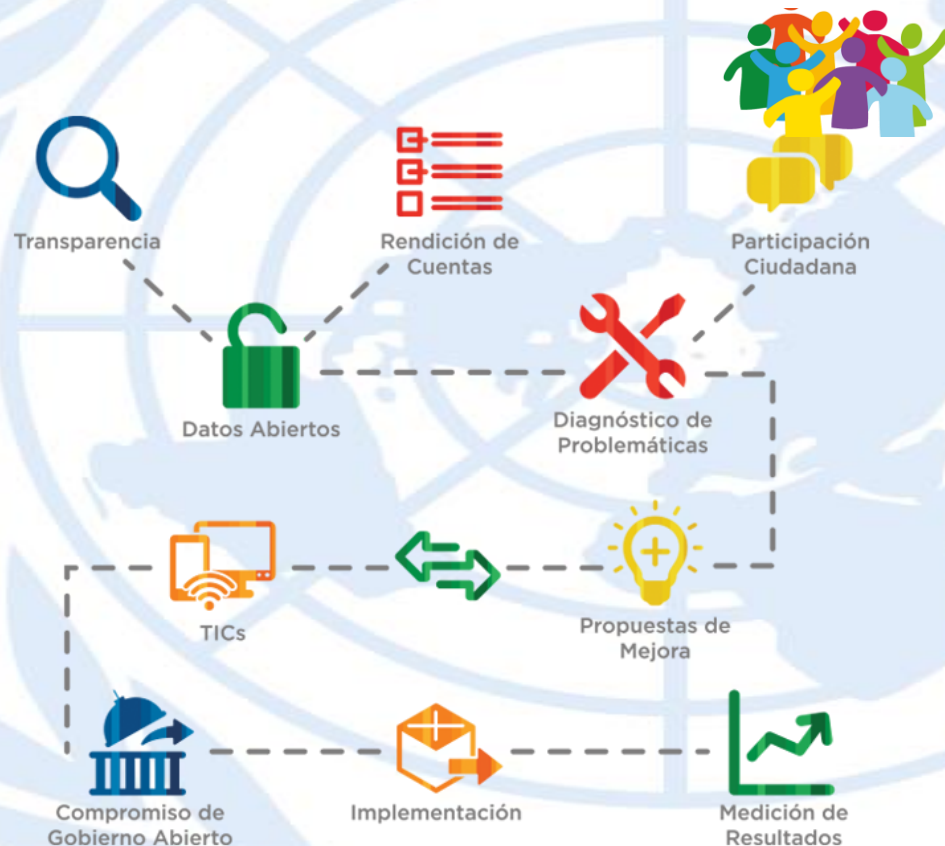 Transparencia
Rendición de
Cuentas
Participación
Ciudadana
Datos Abiertos
Diagnóstico de
Problemáticas
TICs
Propuestas de
Mejora
Compromiso de
Gobierno Abierto
Implementación
Medición de
Resultados